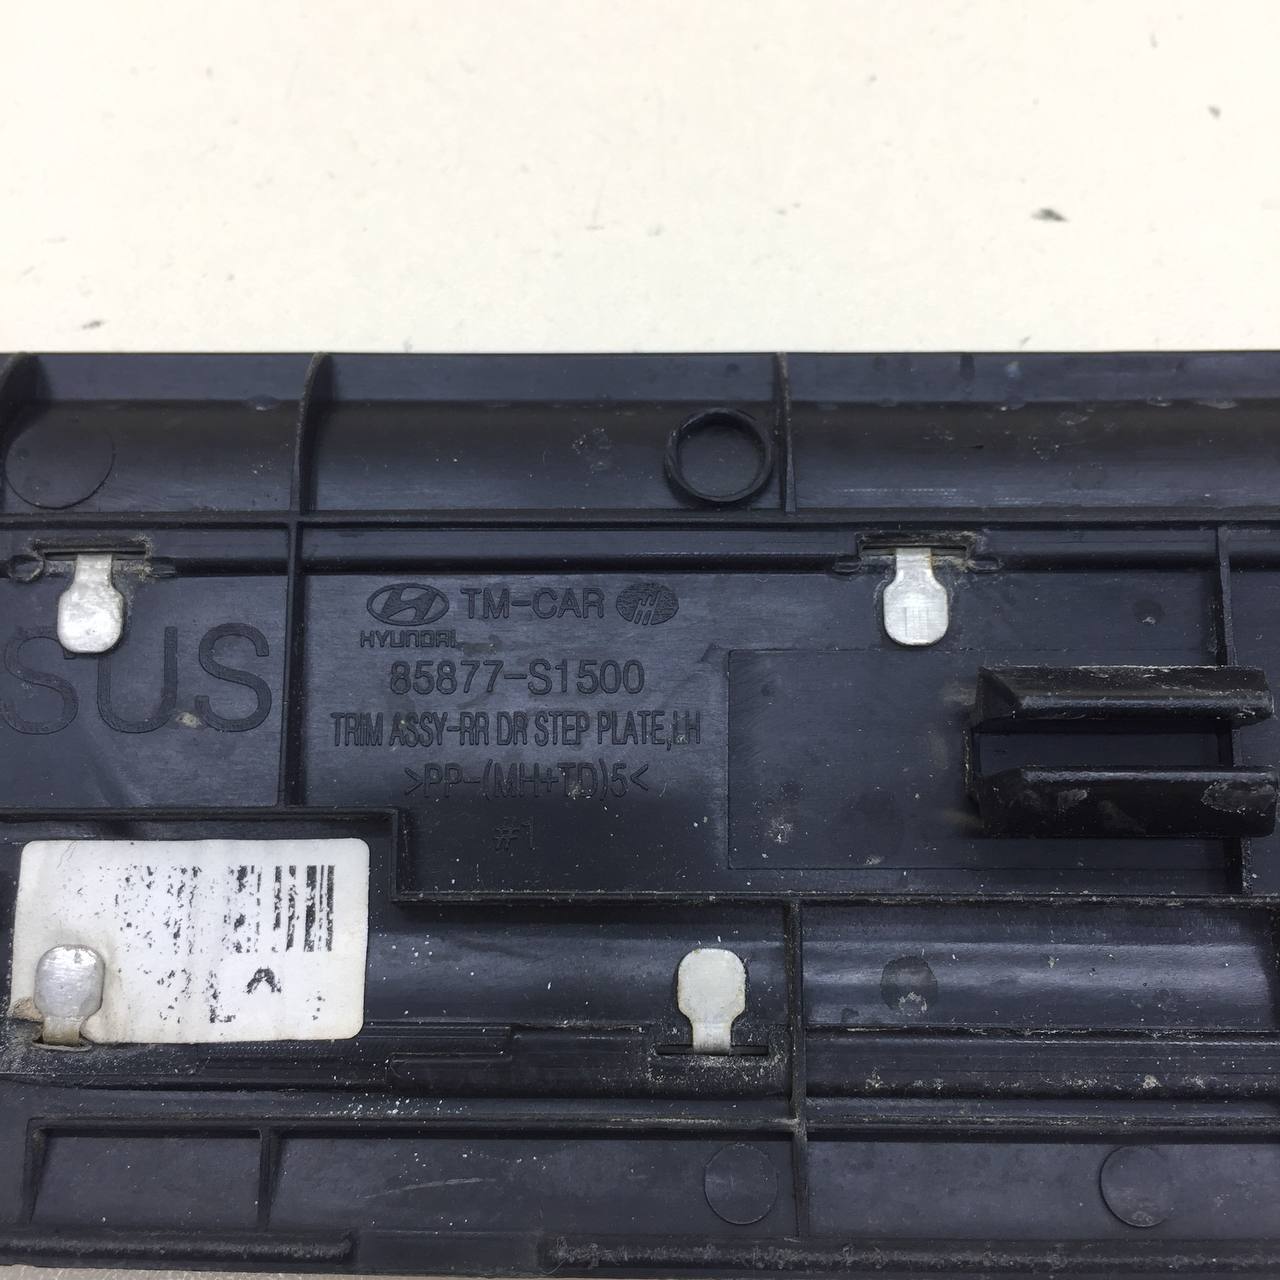 TM-CAR
HYUNDAI
85877-S1500
SUS
TRIM ASSY-RR DR STEP PLATE,LH
>PP-(MH+TD)5<
#1
A
L